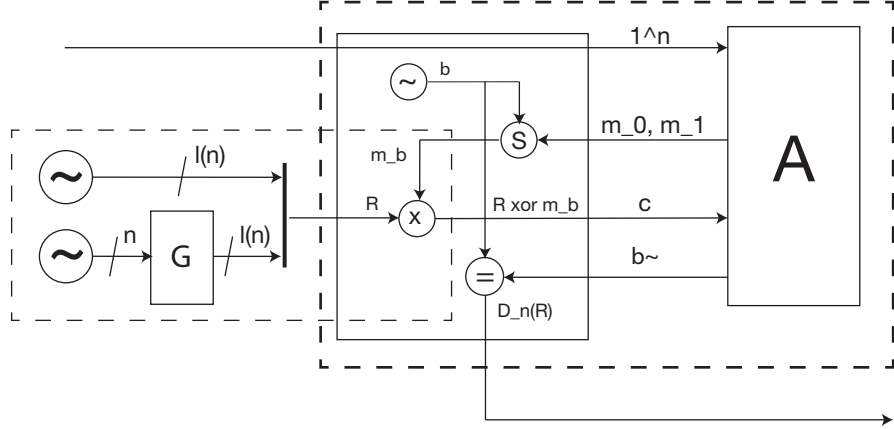 1^n
~ b
S m_0, m_1
~ l(n)
m_b
R x R xor m_b c
~ n G l(n)
= b~
D_n(R)
A